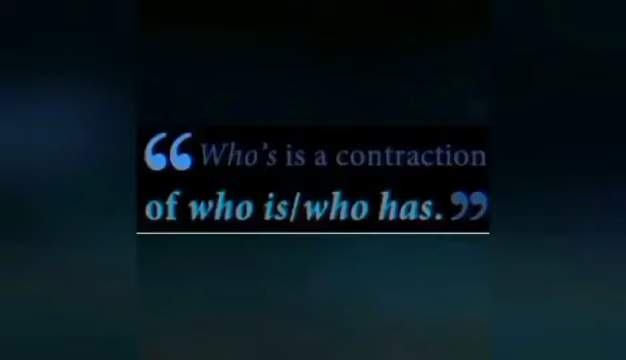 “Who’s is a contraction
of who is/who has.”